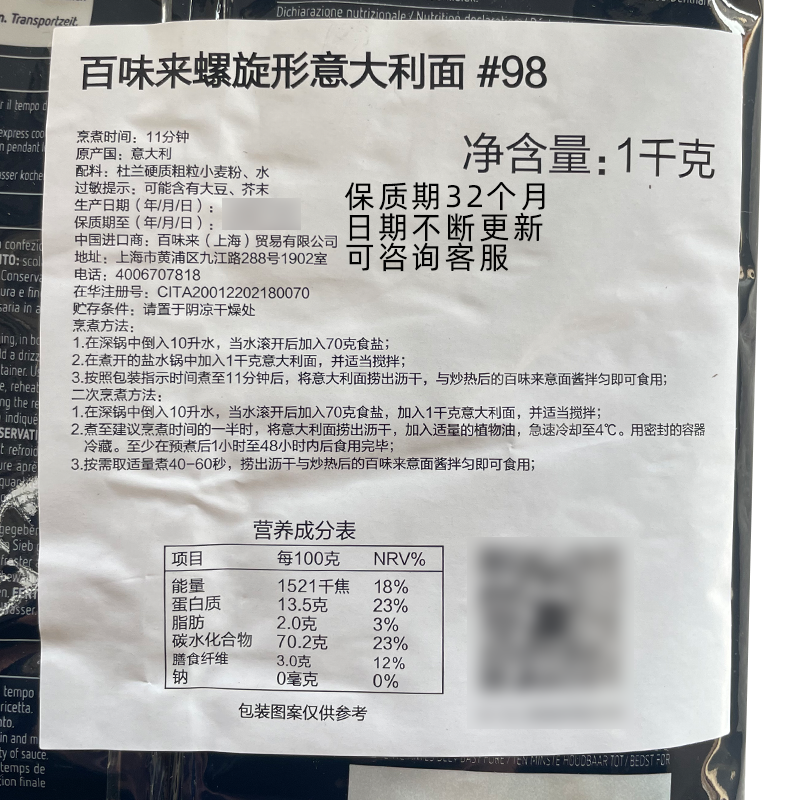 Dichiarazione nutrizionale / Nutrition declaration /
n. Transportzeit.
百味来螺旋形意大利面 #98
净含量:1千克
烹煮时间：11分钟
原产国：意大利
配料：杜兰硬质粗粒小麦粉、水
过敏提示：可能含有大豆、芥末
生产日期（年/月/日）：
保质期至（年/月/日）：
保质期32个月
日期不断更新
可咨询客服
中国进口商：百味来（上海）贸易有限公司
地址：上海市黄浦区九江路288号1902室
电话：4006707818
在华注册号：CITA20012202180070
贮存条件：请置于阴凉干燥处
烹煮方法：
1.在深锅中倒入10升水，当水滚开后加入70克食盐；
2.在煮开的盐水锅中加入1千克意大利面，并适当搅拌；
3.按照包装指示时间煮至11分钟后，将意大利面捞出沥干，与炒热后的百味来意面酱拌匀即可食用；
二次烹煮方法：
1.在深锅中倒入10升水，当水滚开后加入70克食盐，加入1千克意大利面，并适当搅拌；
2.煮至建议烹煮时间的一半时，将意大利面捞出沥干，加入适量的植物油，急速冷却至4℃。用密封的容器
冷藏。至少在预煮后1小时至48小时内后食用完毕；
3.按需取适量煮40-60秒，捞出沥干与炒热后的百味来意面酱拌匀即可食用；
营养成分表
项目 每100克 NRV%
能量 1521千焦 18%
蛋白质 13.5克 23%
脂肪 2.0克 3%
碳水化合物 70.2克 23%
膳食纤维 3.0克 12%
钠 0毫克 0%
包装图案仅供参考
TEN MINSTE HOUDBAAR TOT / BEST FÖR